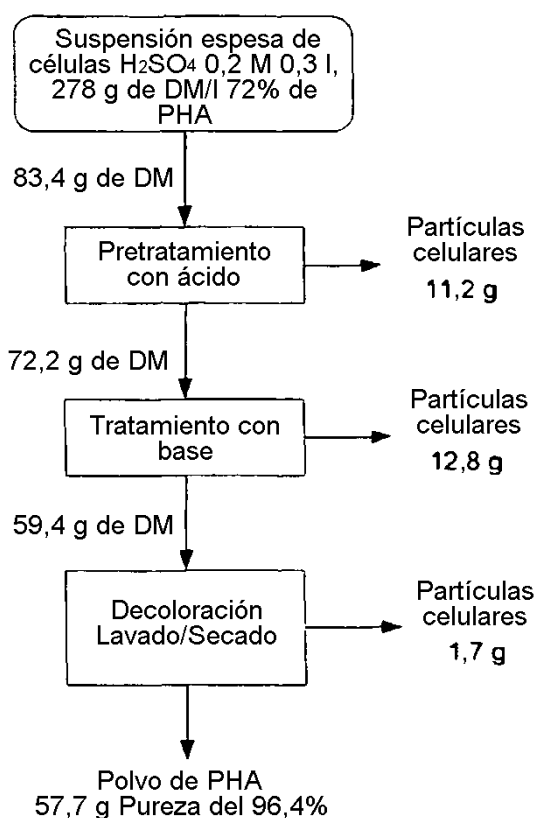 Suspensión espesa de
células H₂SO₄ 0,2 M 0,3 l,
278 g de DM/l 72% de
PHA
83,4 g de DM
Pretratamiento
con ácido
Partículas
celulares
11,2 g
72,2 g de DM
Tratamiento con
base
Partículas
celulares
12,8 g
59,4 g de DM
Decoloración
Lavado/Secado
Partículas
celulares
1,7 g
Polvo de PHA
57,7 g Pureza del 96,4%